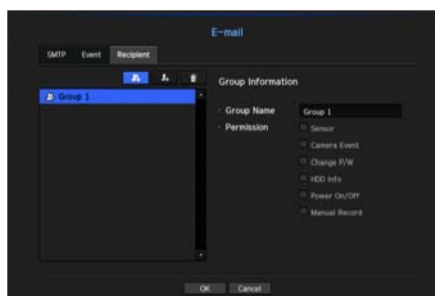 E-mail
SMTP Event Recipient
Group Information
Group 1
Group Name Group 1
Permission Sensor
Camera Event
Change P/W
HDD Info
Power On/Off
Manual Record
OK Cancel